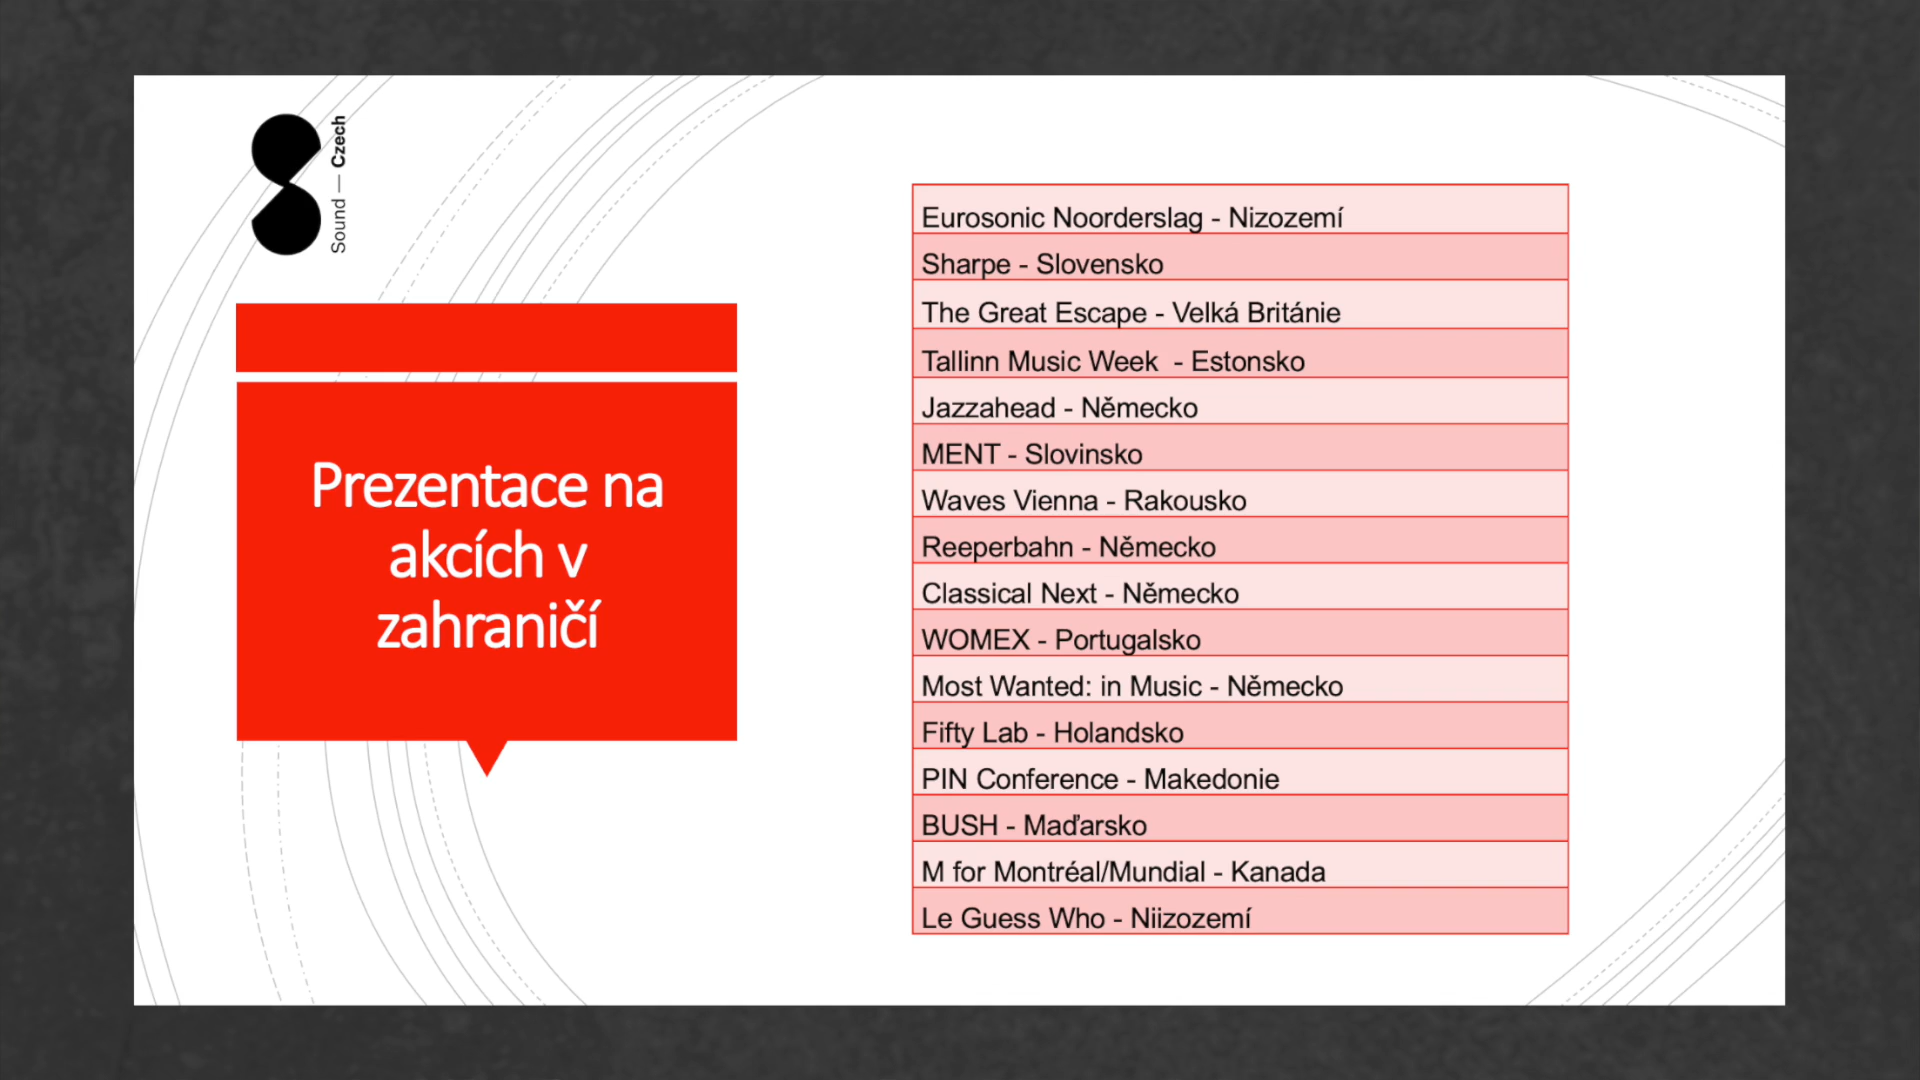 Sound — Czech
Prezentace na
akcích v
zahraničí
Eurosonic Noorderslag - Nizozemí
Sharpe - Slovensko
The Great Escape - Velká Británie
Tallinn Music Week  - Estonsko
Jazzahead - Německo
MENT - Slovinsko
Waves Vienna - Rakousko
Reeperbahn - Německo
Classical Next - Německo
WOMEX - Portugalsko
Most Wanted: in Music - Německo
Fifty Lab - Holandsko
PIN Conference - Makedonie
BUSH - Maďarsko
M for Montréal/Mundial - Kanada
Le Guess Who - Niizozemí